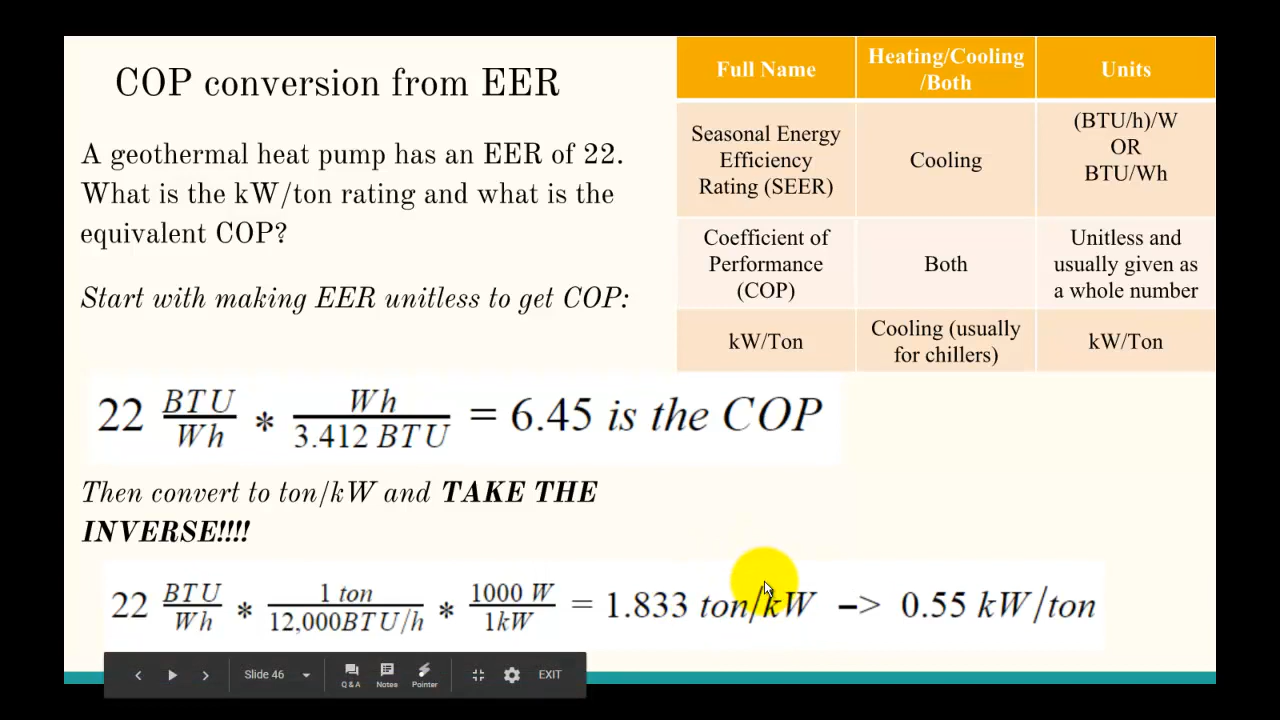 COP conversion from EER
A geothermal heat pump has an EER of 22.
What is the kW/ton rating and what is the
equivalent COP?
Start with making EER unitless to get COP:
Full Name
Heating/Cooling
/Both
Units
Seasonal Energy
Efficiency
Rating (SEER)
Cooling
(BTU/h)/W
OR
BTU/Wh
Coefficient of
Performance
(COP)
Both
Unitless and
usually given as
a whole number
kW/Ton
Cooling (usually
for chillers)
kW/Ton
22 BTU/Wh * Wh/3.412 BTU = 6.45 is the COP
Then convert to ton/kW and TAKE THE
INVERSE!!!!
22 BTU/Wh * 1 ton/12,000BTU/h * 1000 W/1kW = 1.833 ton/kW –> 0.55 kW/ton
Slide 46
Q & A
Notes
Pointer
EXIT